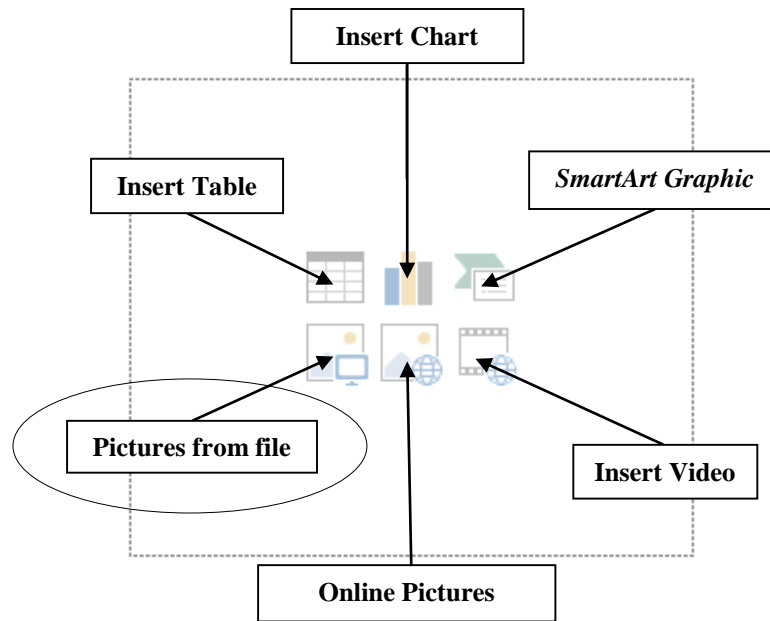 Insert Chart
Insert Table
SmartArt Graphic
Pictures from file
Insert Video
Online Pictures